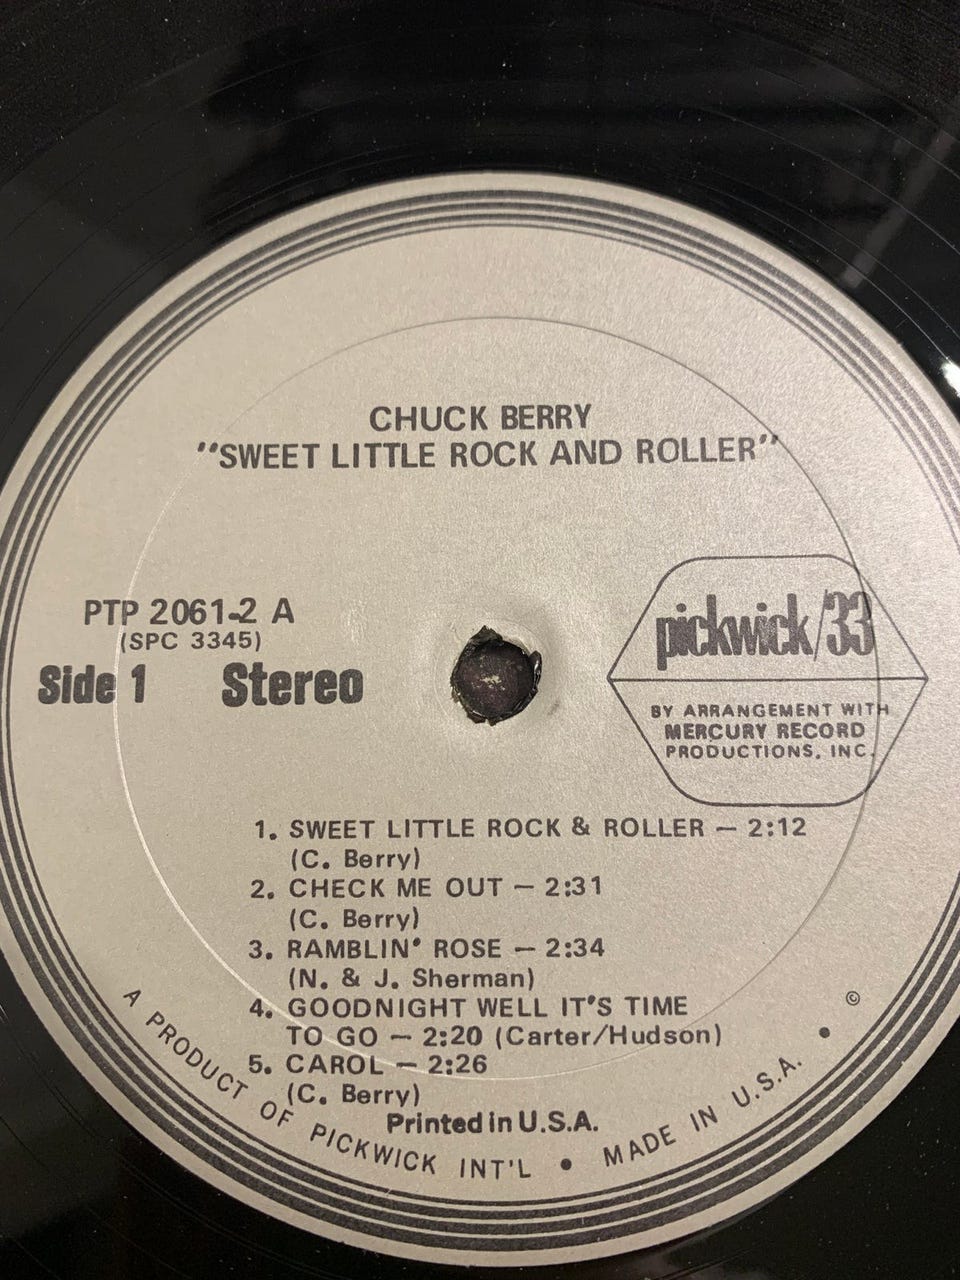 CHUCK BERRY
"SWEET LITTLE ROCK AND ROLLER"
PTP 2061-2 A
(SPC 3345)
Side 1 Stereo
pickwick/33
BY ARRANGEMENT WITH
MERCURY RECORD
PRODUCTIONS, INC.
1. SWEET LITTLE ROCK & ROLLER — 2:12
(C. Berry)
2. CHECK ME OUT — 2:31
(C. Berry)
3. RAMBLIN' ROSE — 2:34
(N. & J. Sherman)
4. GOODNIGHT WELL IT'S TIME
TO GO — 2:20 (Carter/Hudson)
5. CAROL — 2:26
(C. Berry)
Printed in U.S.A.
A PRODUCT OF PICKWICK INT'L • MADE IN U.S.A. • ©